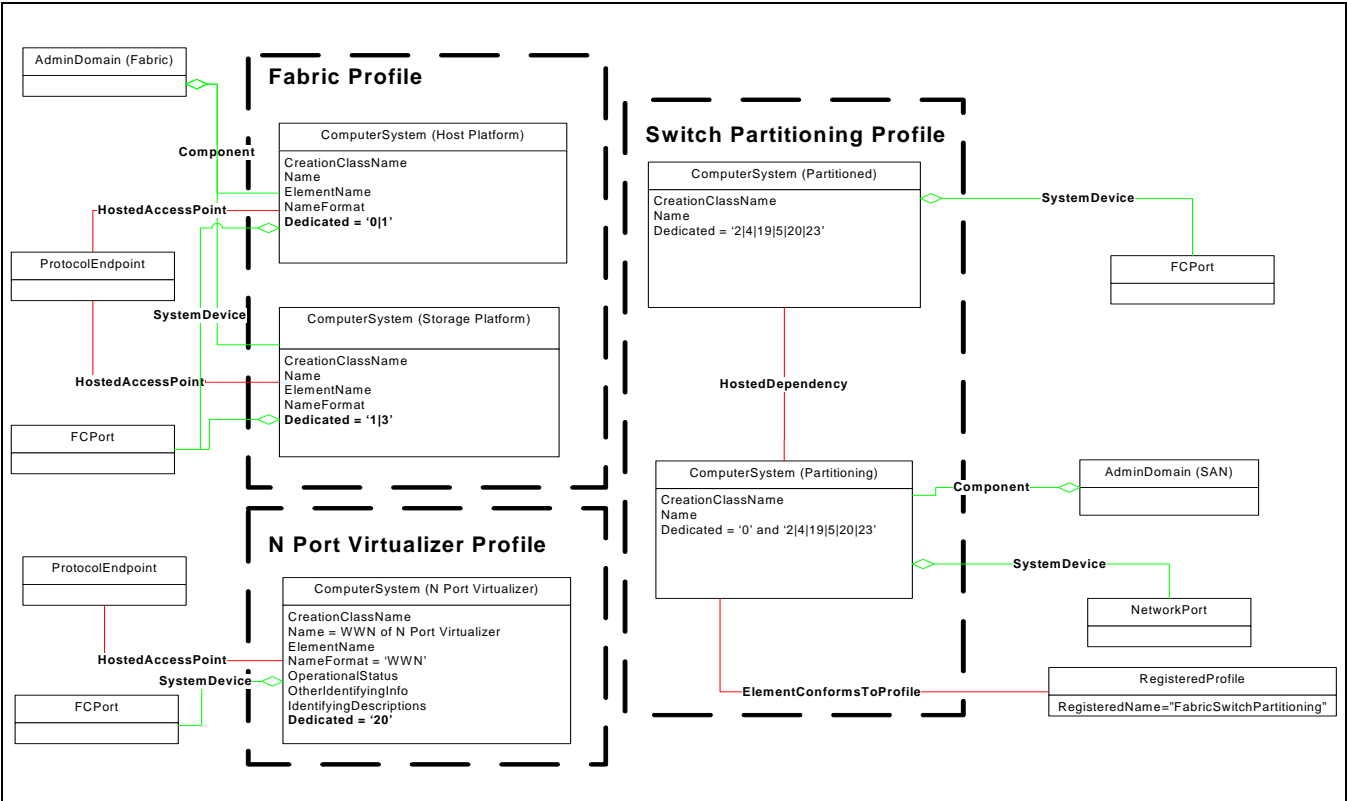 AdminDomain (Fabric)
Fabric Profile
ComputerSystem (Host Platform)
CreationClassName
Name
ElementName
NameFormat
Dedicated = ‘0|1’
Component
HostedAccessPoint
ProtocolEndpoint
SystemDevice
ComputerSystem (Storage Platform)
CreationClassName
Name
ElementName
NameFormat
Dedicated = ‘1|3’
HostedAccessPoint
FCPort
N Port Virtualizer Profile
ProtocolEndpoint
ComputerSystem (N Port Virtualizer)
CreationClassName
Name = WWN of N Port Virtualizer
ElementName
NameFormat = ‘WWN’
OperationalStatus
OtherIdentifyingInfo
IdentifyingDescriptions
Dedicated = ‘20’
HostedAccessPoint
SystemDevice
FCPort
Switch Partitioning Profile
ComputerSystem (Partitioned)
CreationClassName
Name
Dedicated = ‘2|4|19|5|20|23’
SystemDevice
FCPort
HostedDependency
ComputerSystem (Partitioning)
CreationClassName
Name
Dedicated = ‘0’ and ‘2|4|19|5|20|23’
Component
AdminDomain (SAN)
SystemDevice
NetworkPort
ElementConformsToProfile
RegisteredProfile
RegisteredName="FabricSwitchPartitioning"